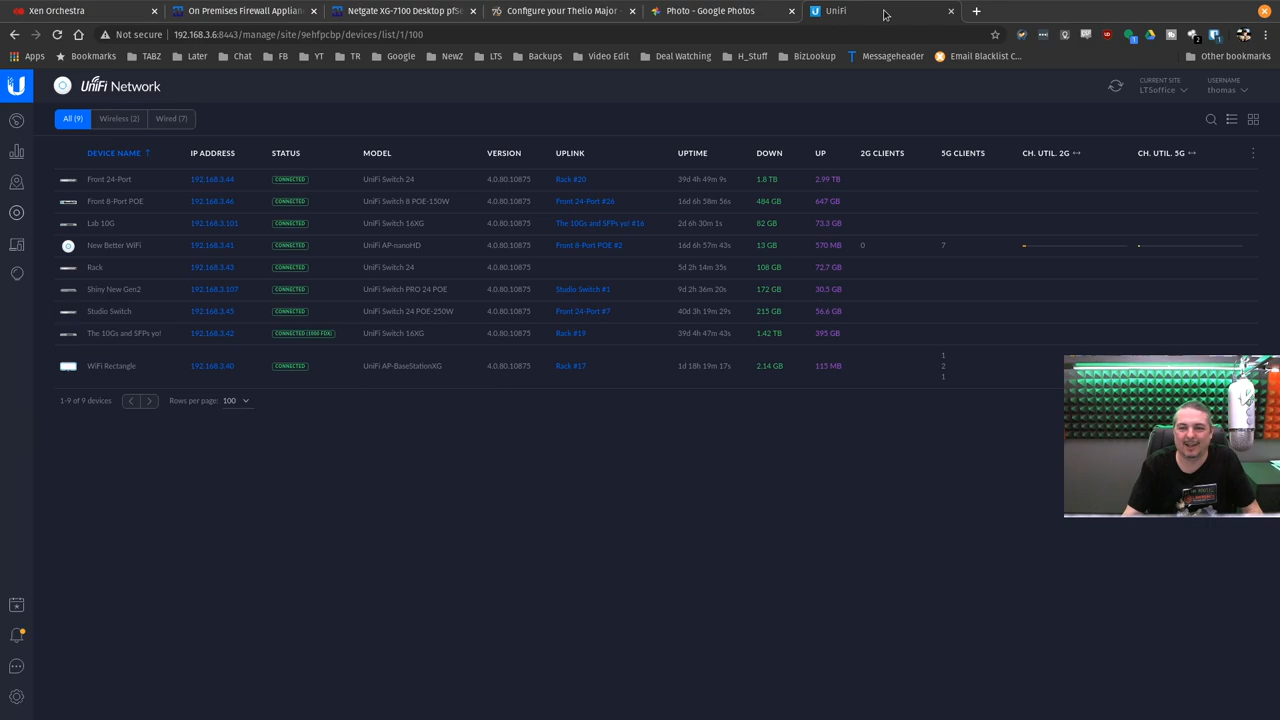 Xen Orchestra
On Premises Firewall Applianc
Netgate XG-7100 Desktop pfSe
Configure your Thelio Major -
Photo - Google Photos
UniFi
Not secure 192.168.3.6:8443/manage/site/9ehfpcbp/devices/list/1/100
Apps Bookmarks TABZ Later Chat FB YT TR Google NewZ LTS Backups Video Edit Deal Watching H_Stuff BizLookup Messageheader Email Blacklist C... Other bookmarks
UniFi Network
CURRENT SITE
LTSoffice
USERNAME
thomas
All (9) Wireless (2) Wired (7)
DEVICE NAME ↑ IP ADDRESS STATUS MODEL VERSION UPLINK UPTIME DOWN UP 2G CLIENTS 5G CLIENTS CH. UTIL. 2G ↔ CH. UTIL. 5G ↔
Front 24-Port 192.168.3.44 CONNECTED UniFi Switch 24 4.0.80.10875 Rack #20 39d 4h 49m 9s 1.8 TB 2.99 TB
Front 8-Port POE 192.168.3.46 CONNECTED UniFi Switch 8 POE-150W 4.0.80.10875 Front 24-Port #26 16d 6h 58m 56s 484 GB 647 GB
Lab 10G 192.168.3.101 CONNECTED UniFi Switch 16XG 4.0.80.10875 The 10Gs and SFPs yo! #16 2d 6h 30m 1s 82 GB 73.3 GB
New Better WiFi 192.168.3.41 CONNECTED UniFi AP-nanoHD 4.0.80.10875 Front 8-Port POE #2 16d 6h 57m 43s 13 GB 570 MB 0 7
Rack 192.168.3.43 CONNECTED UniFi Switch 24 4.0.80.10875 5d 2h 14m 35s 108 GB 72.7 GB
Shiny New Gen2 192.168.3.107 CONNECTED UniFi Switch PRO 24 POE 4.0.80.10875 Studio Switch #1 9d 2h 36m 20s 172 GB 30.5 GB
Studio Switch 192.168.3.45 CONNECTED UniFi Switch 24 POE-250W 4.0.80.10875 Front 24-Port #7 40d 3h 19m 29s 215 GB 56.6 GB
The 10Gs and SFPs yo! 192.168.3.42 CONNECTED (1000 FDX) UniFi Switch 16XG 4.0.80.10875 Rack #19 39d 4h 47m 43s 1.42 TB 395 GB
1
WiFi Rectangle 192.168.3.40 CONNECTED UniFi AP-BaseStationXG 4.0.80.10875 Rack #17 1d 18h 19m 17s 2.14 GB 115 MB 2
1
1-9 of 9 devices Rows per page: 100